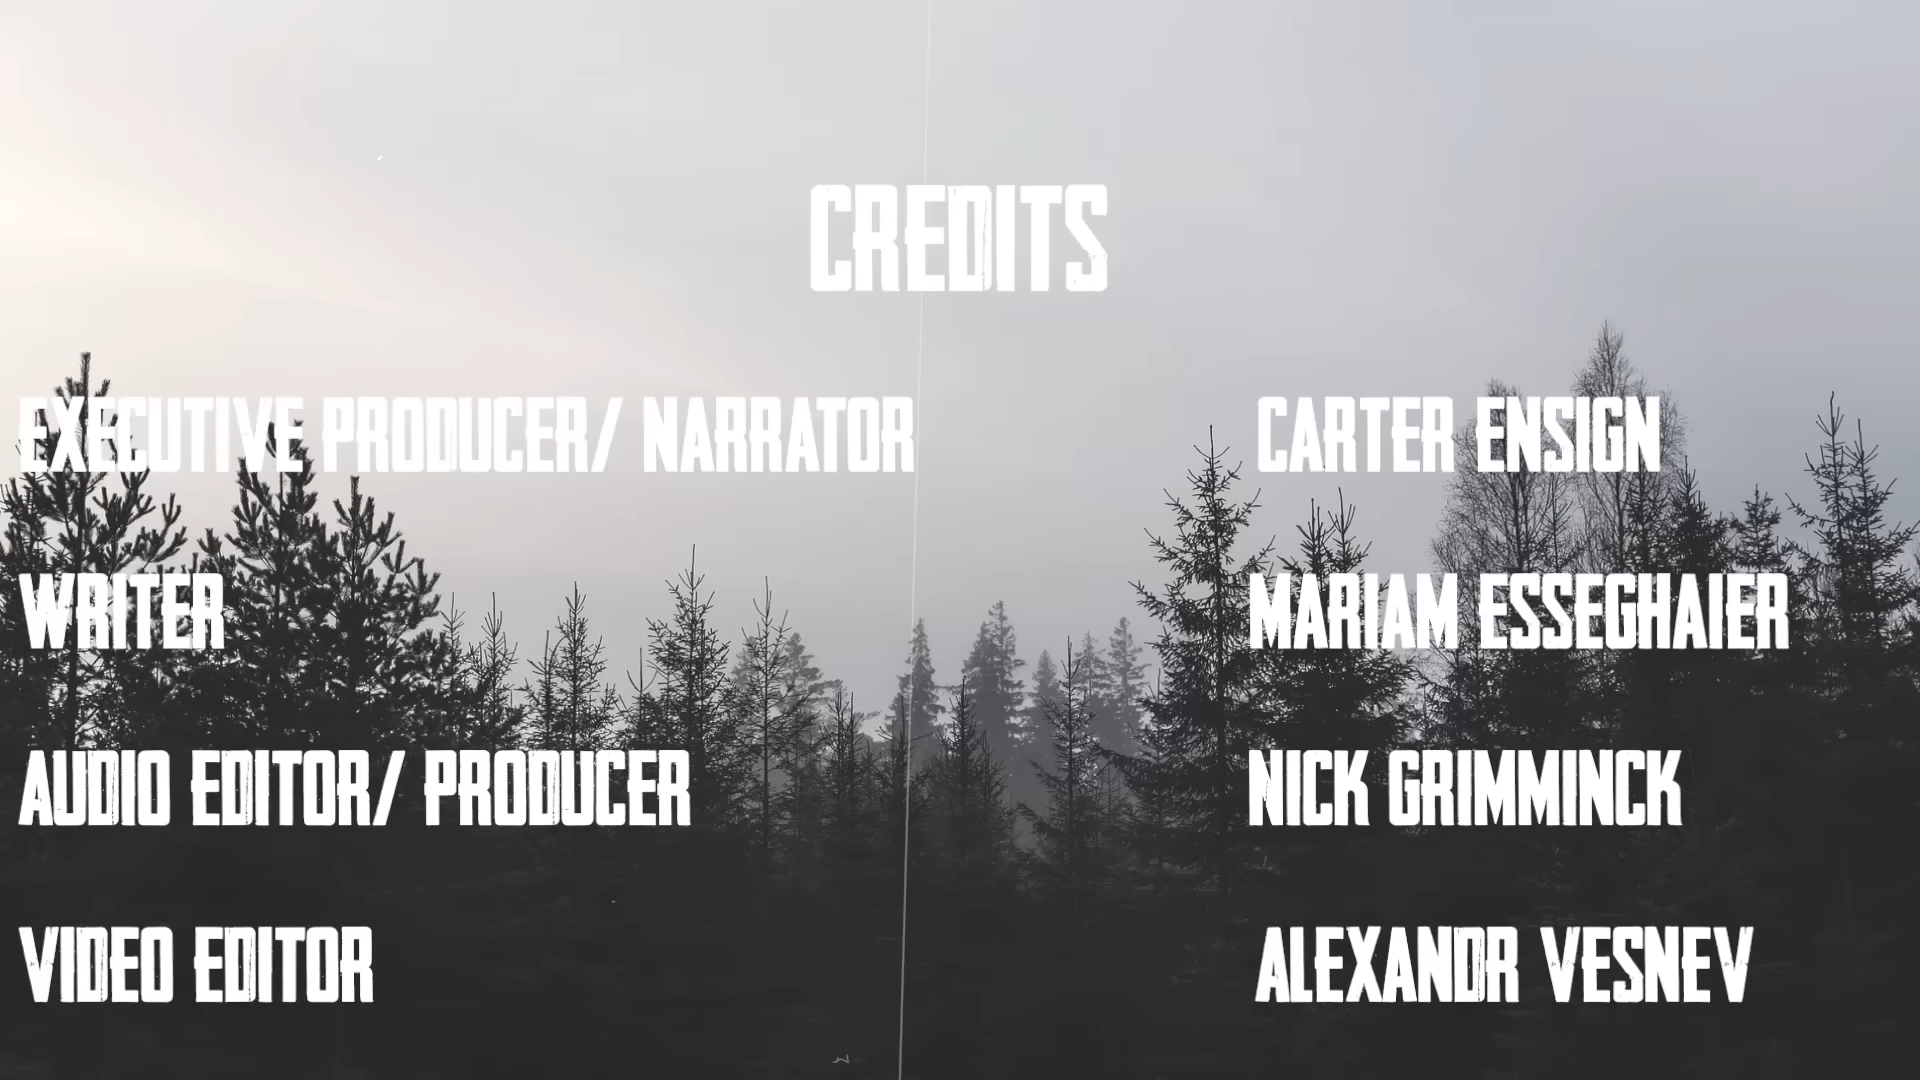 CREDITS
EXECUTIVE PRODUCER/ NARRATOR CARTER ENSIGN
WRITER MARIAM ESSEGHAIER
AUDIO EDITOR/ PRODUCER NICK GRIMMINCK
VIDEO EDITOR ALEXANDR VESNEV